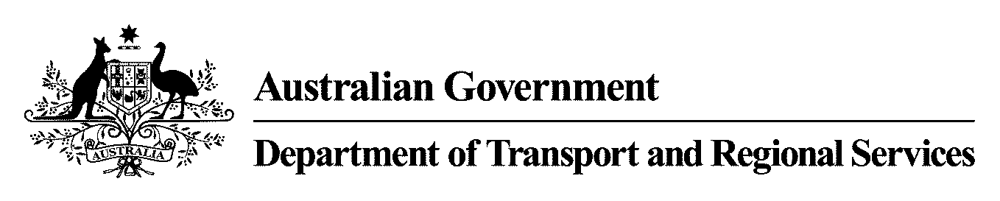 AUSTRALIA
Australian Government
Department of Transport and Regional Services